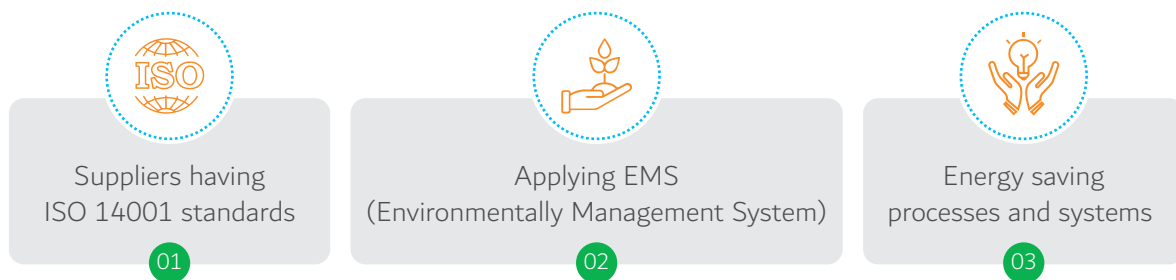 ISO
Suppliers having
ISO 14001 standards
01
Applying EMS
(Environmentally Management System)
02
Energy saving
processes and systems
03